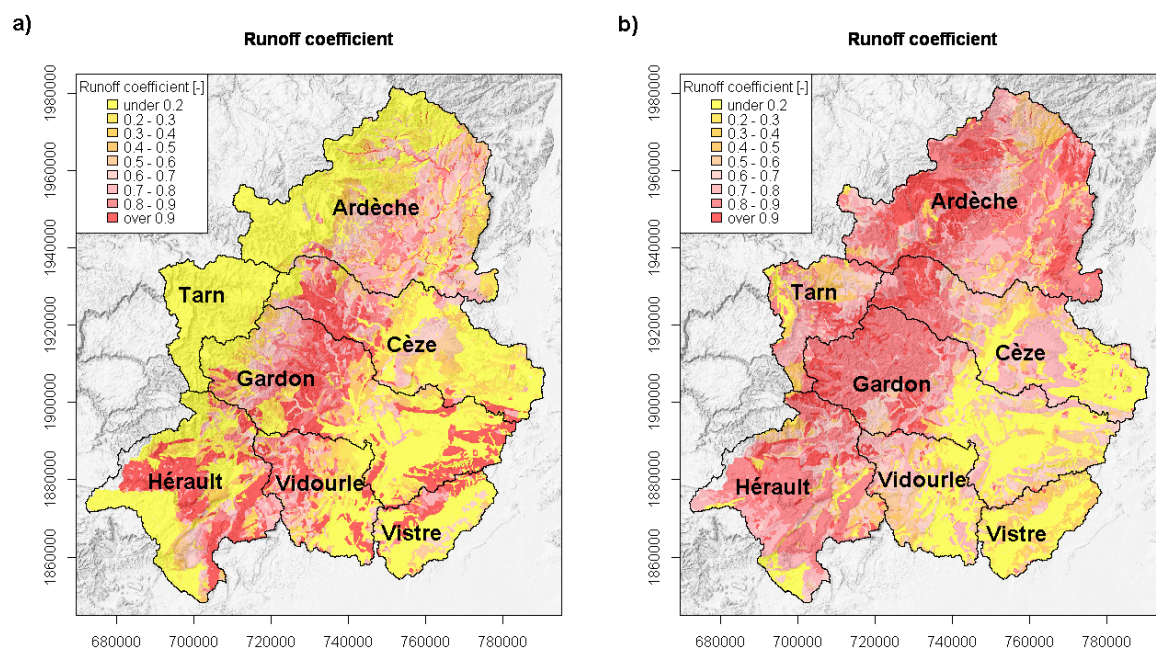 a)
Runoff coefficient
Runoff coefficient [-]
under 0.2
0.2 - 0.3
0.3 - 0.4
0.4 - 0.5
0.5 - 0.6
0.6 - 0.7
0.7 - 0.8
0.8 - 0.9
over 0.9
1980000
1960000
1940000
1920000
1900000
1880000
1860000
Ardèche
Tarn
Cèze
Gardon
Hérault
Vidourle
Vistre
680000 700000 720000 740000 760000 780000
b)
Runoff coefficient
Runoff coefficient [-]
under 0.2
0.2 - 0.3
0.3 - 0.4
0.4 - 0.5
0.5 - 0.6
0.6 - 0.7
0.7 - 0.8
0.8 - 0.9
over 0.9
1980000
1960000
1940000
1920000
1900000
1880000
1860000
Ardèche
Tarn
Cèze
Gardon
Hérault
Vidourle
Vistre
680000 700000 720000 740000 760000 780000